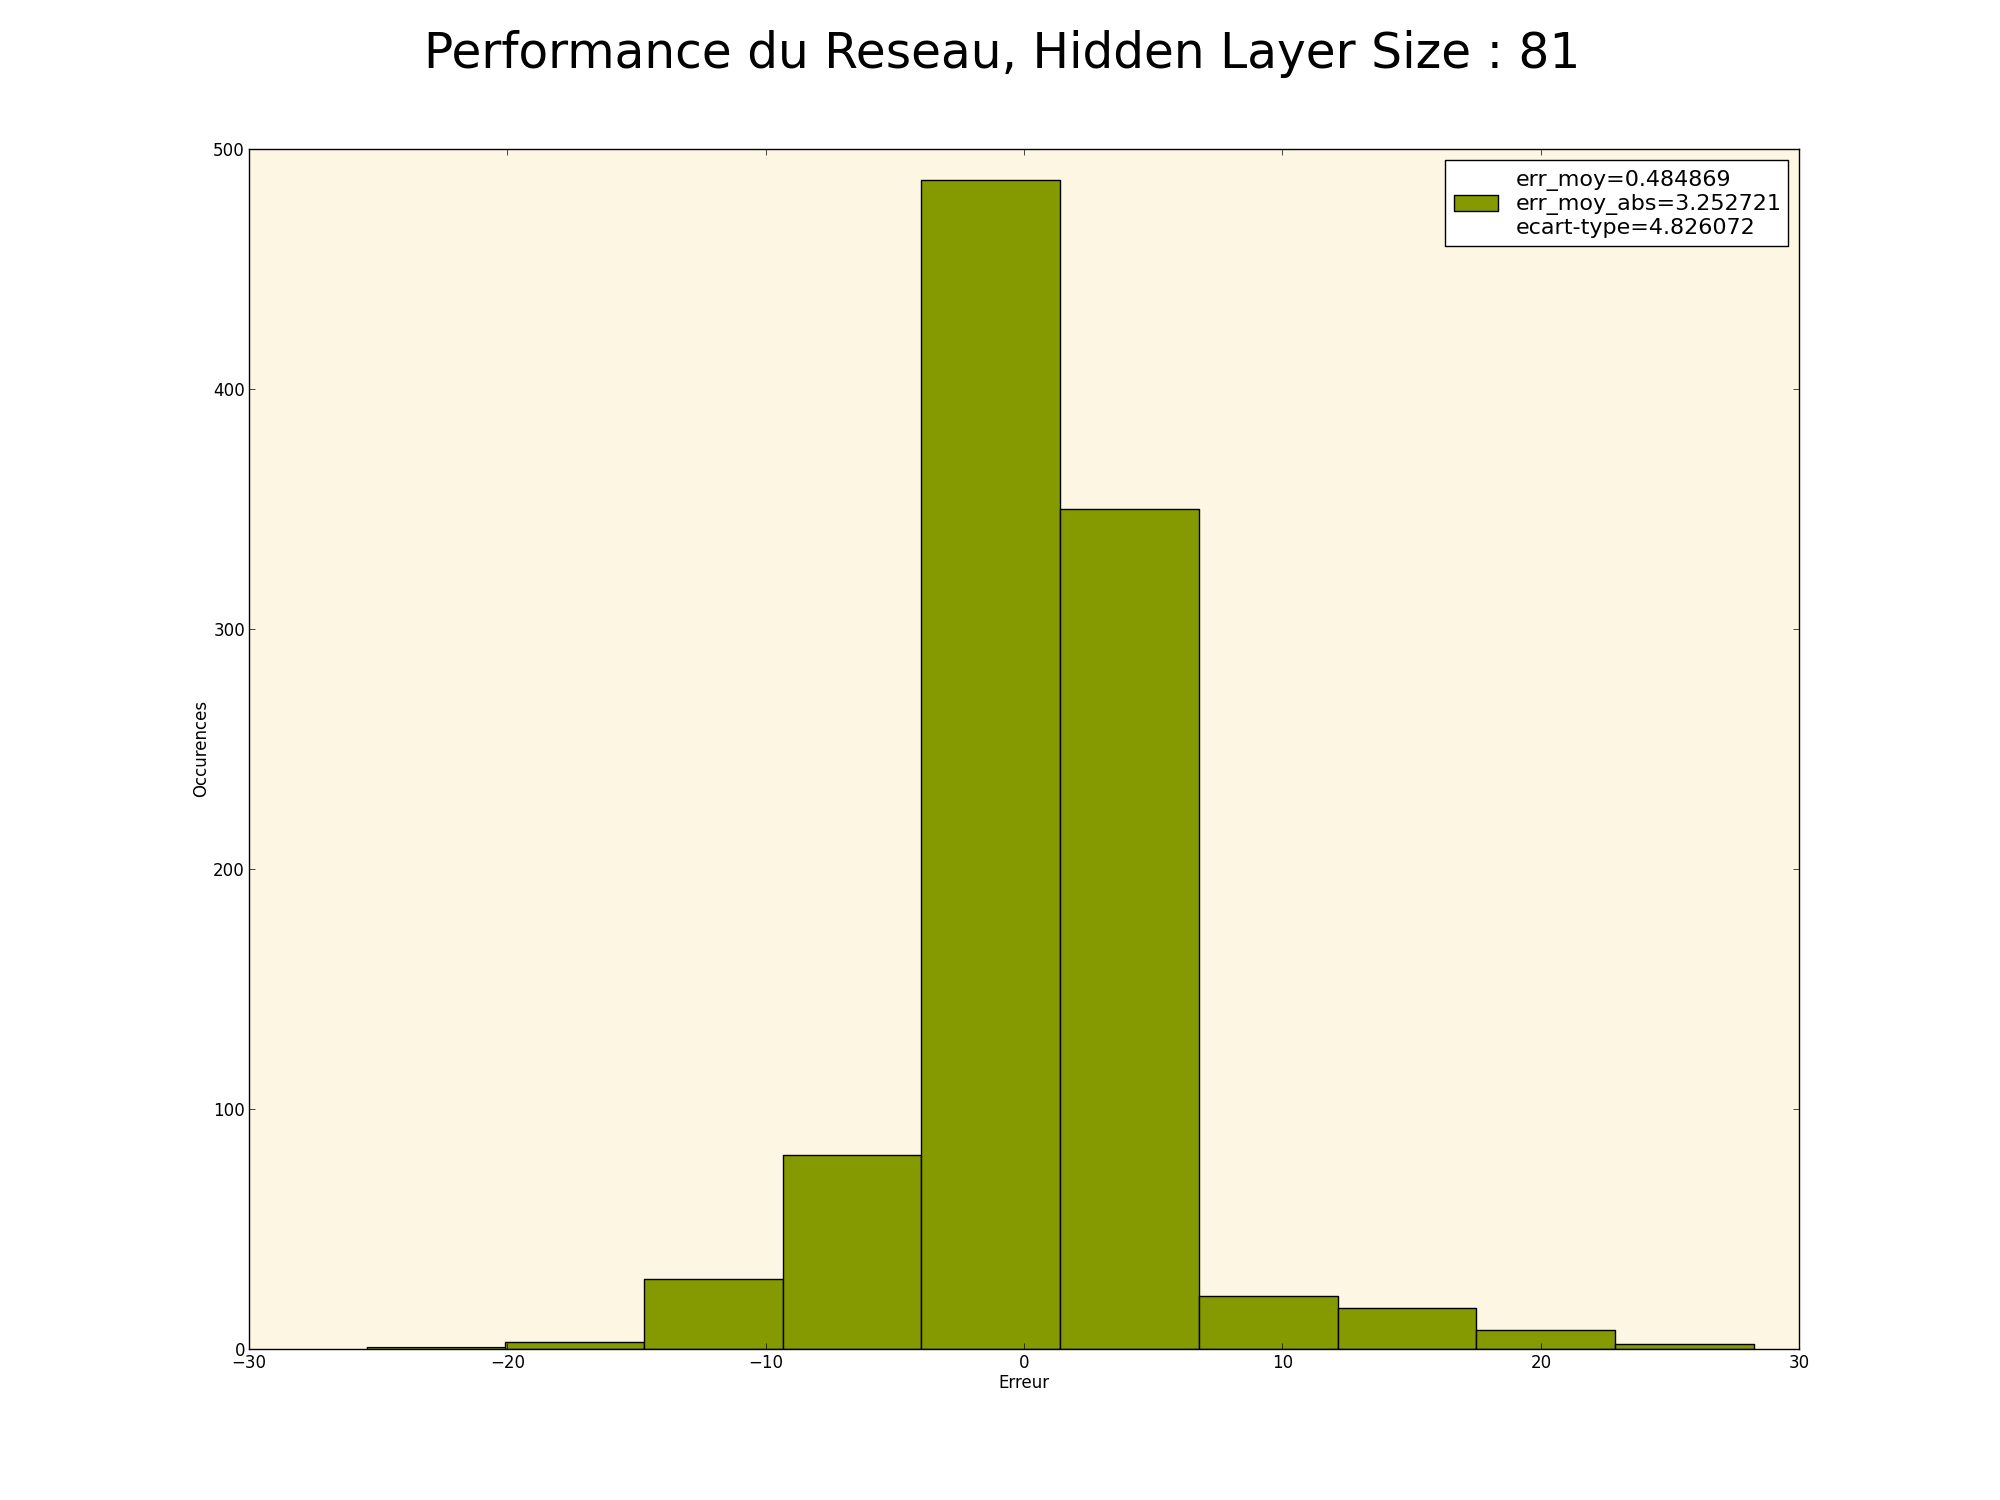 Performance du Reseau, Hidden Layer Size : 81
500
err_moy=0.484869
err_moy_abs=3.252721
ecart-type=4.826072
400
300
Occurences
200
100
0
−30 −20 −10 0 10 20 30
Erreur